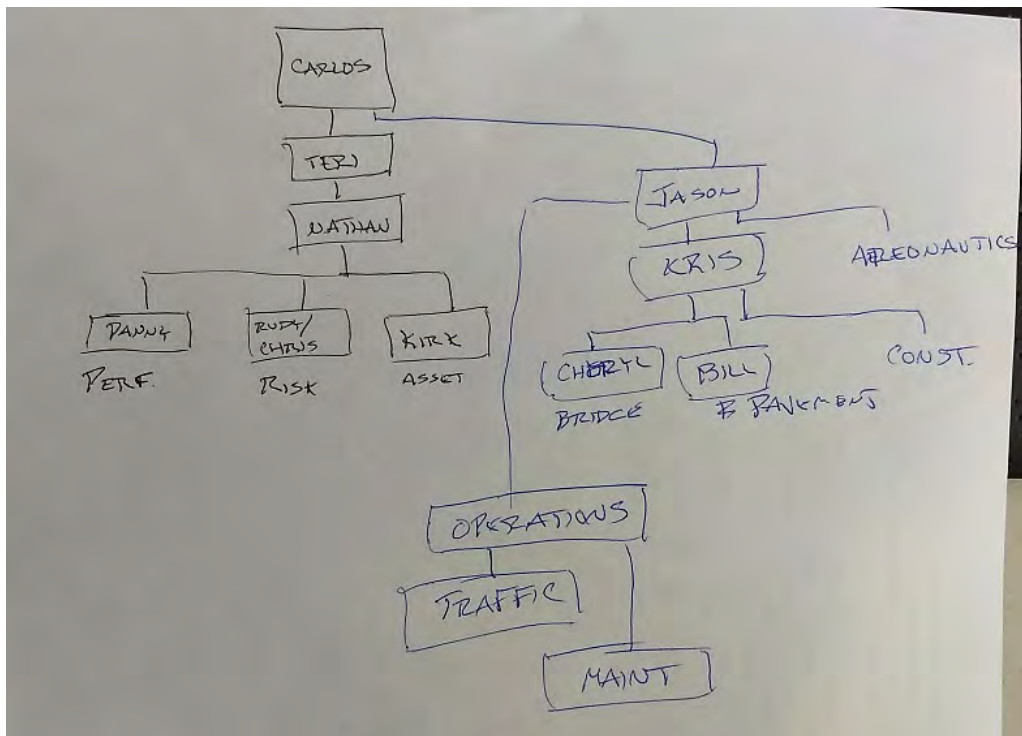 CARLOS
TERI
NATHAN
DANNY
PERF.
RUDY/
CHRIS
RISK
KIRK
ASSET
JASON
AEREONAUTICS
KRIS
CONST.
CHERYL
BRIDGE
BILL
PAVEMENT
OPERATIONS
TRAFFIC
MAINT